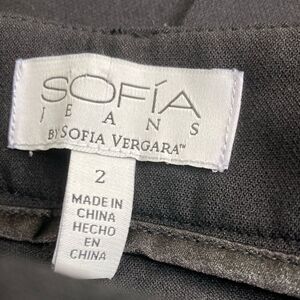 SOFÍA
JEANS
BY SOFIA VERGARA™
2
MADE IN
CHINA
HECHO
EN
CHINA